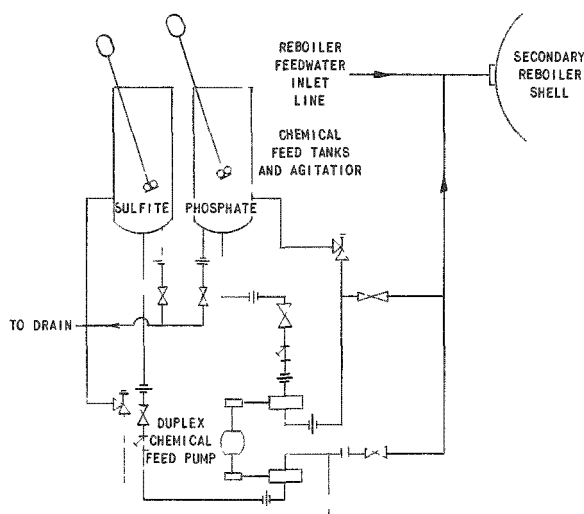 REBOILER
FEEDWATER
INLET
LINE
SECONDARY
REBOILER
SHELL
CHEMICAL
FEED TANKS
AND AGITATIOR
SULFITE
PHOSPHATE
TO DRAIN
DUPLEX
CHEMICAL
FEED PUMP